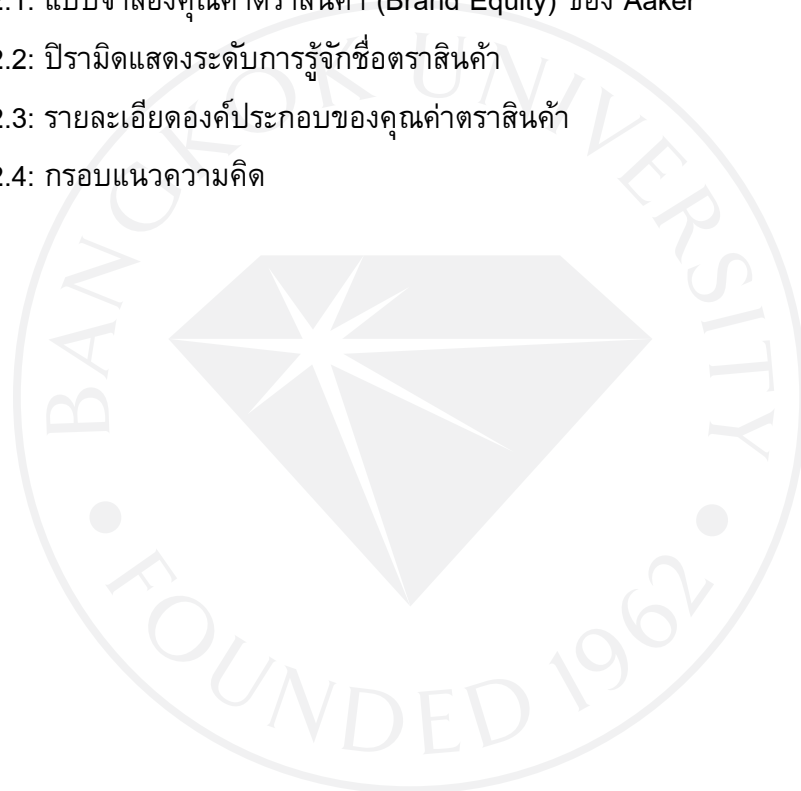 2.1: แบบจำลองคุณค่าตราสินค้า (Brand Equity) ของ Aaker
2.2: ปิรามิดแสดงระดับการรู้จักชื่อตราสินค้า
2.3: รายละเอียดองค์ประกอบของคุณค่าตราสินค้า
2.4: กรอบแนวความคิด
BANGKOK UNIVERSITY
FOUNDED 1962